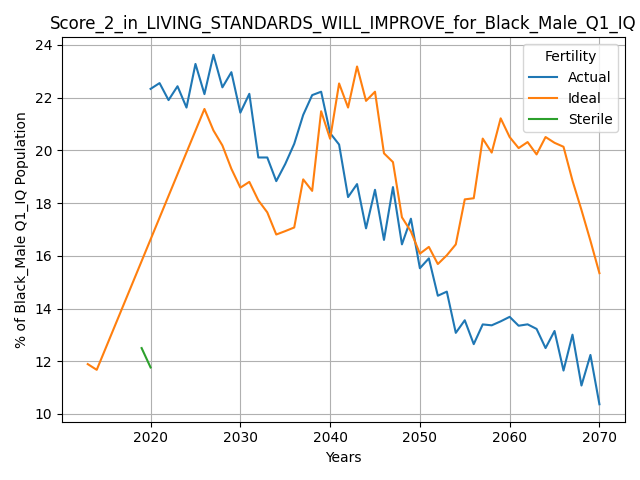 Score_2_in_LIVING_STANDARDS_WILL_IMPROVE_for_Black_Male_Q1_IQ
Fertility
Actual
Ideal
Sterile
% of Black_Male Q1_IQ Population
24
22
20
18
16
14
12
10
2020 2030 2040 2050 2060 2070
Years